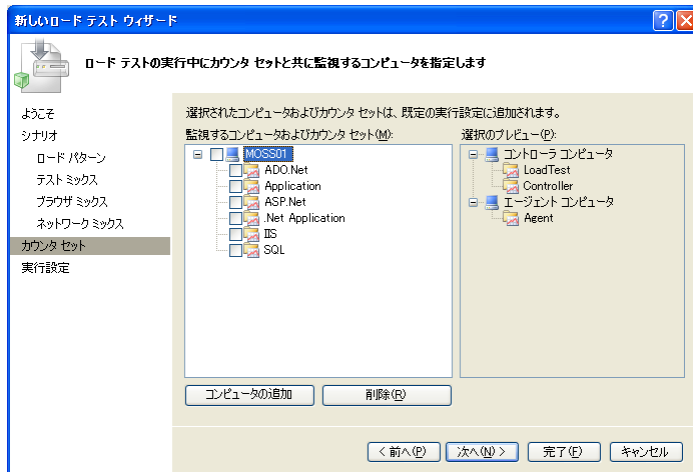 新しいロード テスト ウィザード
ロード テストの実行中にカウンタ セットと共に監視するコンピュータを指定します
ようこそ
シナリオ
ロード パターン
テスト ミックス
ブラウザ ミックス
ネットワーク ミックス
カウンタ セット
実行設定
選択されたコンピュータおよびカウンタ セットは、既定の実行設定に追加されます。
監視するコンピュータおよびカウンタ セット(M):
MOSS01
ADO.Net
Application
ASP.Net
.Net Application
IIS
SQL
選択のプレビュー(P):
コントローラ コンピュータ
LoadTest
Controller
エージェント コンピュータ
Agent
コンピュータの追加
削除(R)
< 前へ(P)
次へ(N) >
完了(F)
キャンセル